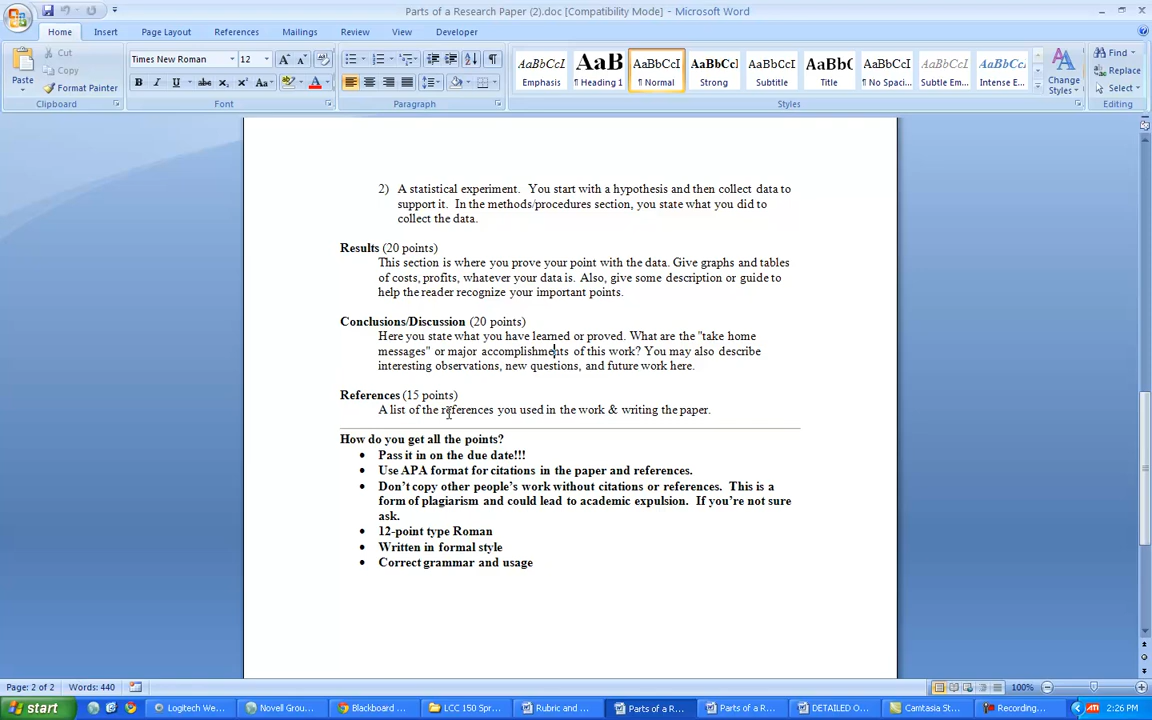 Parts of a Research Paper (2).doc [Compatibility Mode] - Microsoft Word
Home Insert Page Layout References Mailings Review View Developer
Paste
Cut
Copy
Format Painter
Clipboard
Times New Roman 12
B I U abe x₂ x² Aa
Font
Paragraph
AaBbCcI AaB AaBbCcI AaBbCcl AaBbCcI AaBb( AaBbCcI AaBbCcI AaBbCcI
Emphasis ¶ Heading 1 ¶ Normal Strong Subtitle Title ¶ No Spaci... Subtle Em... Intense E...
Change Styles
Styles
Find
Replace
Select
Editing
2) A statistical experiment. You start with a hypothesis and then collect data to
support it. In the methods/procedures section, you state what you did to
collect the data.
Results (20 points)
This section is where you prove your point with the data. Give graphs and tables
of costs, profits, whatever your data is. Also, give some description or guide to
help the reader recognize your important points.
Conclusions/Discussion (20 points)
Here you state what you have learned or proved. What are the "take home
messages" or major accomplishments of this work? You may also describe
interesting observations, new questions, and future work here.
References (15 points)
A list of the references you used in the work & writing the paper.
How do you get all the points?
• Pass it in on the due date!!!
• Use APA format for citations in the paper and references.
• Don't copy other people's work without citations or references. This is a
form of plagiarism and could lead to academic expulsion. If you're not sure
ask.
• 12-point type Roman
• Written in formal style
• Correct grammar and usage
Page: 2 of 2 Words: 440 100%
start Logitech We... Novell Grou... Blackboard ... LCC 150 Spr... Rubric and ... Parts of a R... Parts of a R... DETAILED O... Camtasia St... Recording... ATI 2:26 PM